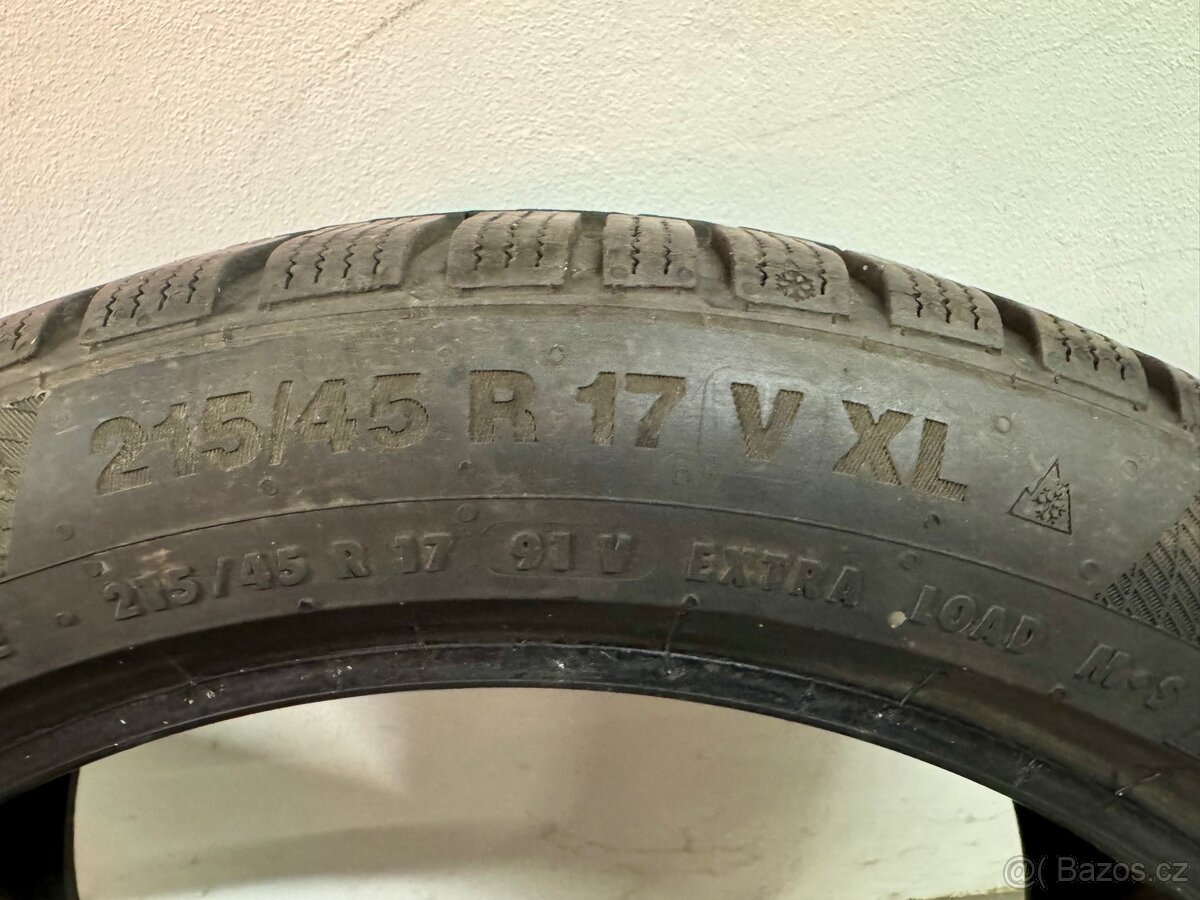 215/45 R 17 V XL
215/45 R 17 91 V EXTRA LOAD M+S
@( Bazos.cz